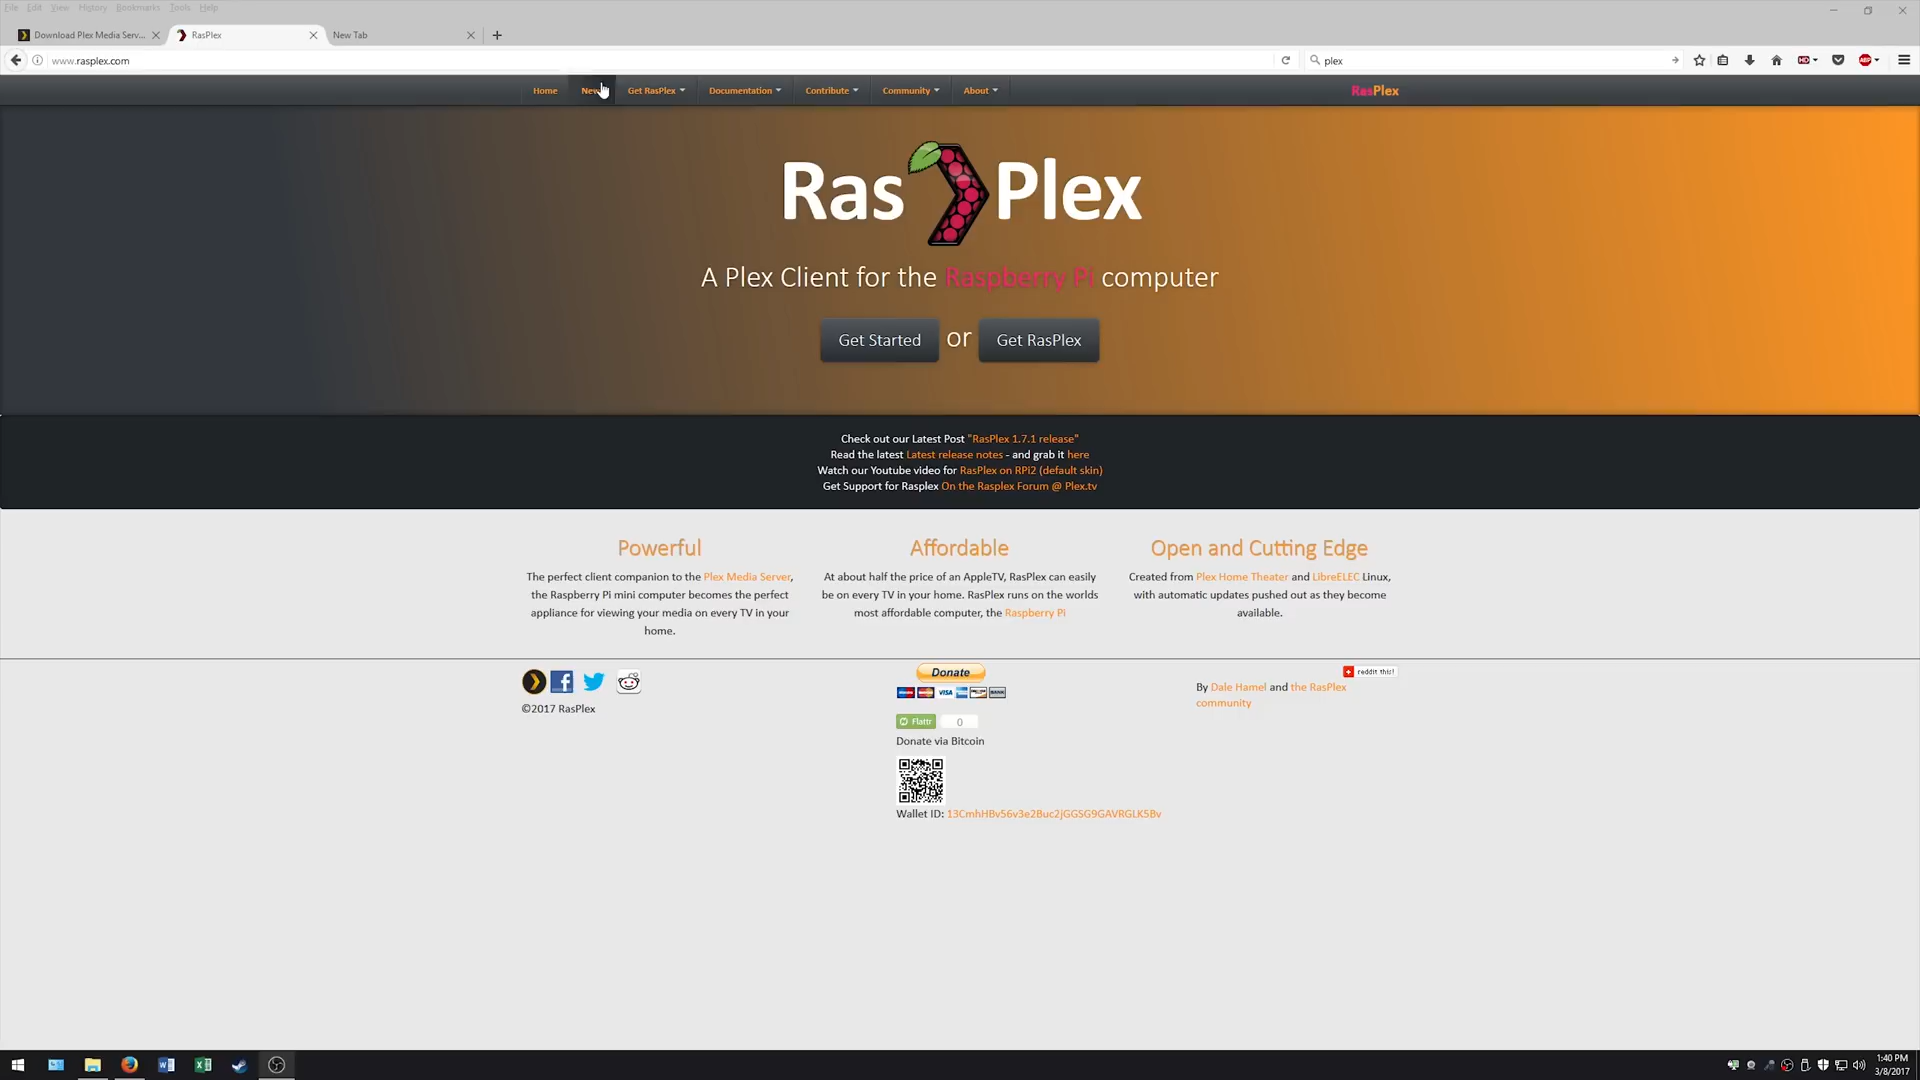 File Edit View History Bookmarks Tools Help
Download Plex Media Serv... RasPlex New Tab
www.rasplex.com plex
Home New Get RasPlex Documentation Contribute Community About RasPlex
Ras Plex
A Plex Client for the Raspberry Pi computer
Get Started or Get RasPlex
Check out our Latest Post "RasPlex 1.7.1 release"
Read the latest Latest release notes - and grab it here
Watch our Youtube video for RasPlex on RPi2 (default skin)
Get Support for Rasplex On the Rasplex Forum @ Plex.tv
Powerful
The perfect client companion to the Plex Media Server,
the Raspberry Pi mini computer becomes the perfect
appliance for viewing your media on every TV in your
home.
Affordable
At about half the price of an AppleTV, RasPlex can easily
be on every TV in your home. RasPlex runs on the worlds
most affordable computer, the Raspberry Pi
Open and Cutting Edge
Created from Plex Home Theater and LibreELEC Linux,
with automatic updates pushed out as they become
available.
©2017 RasPlex
Donate
VISA BANK
Flattr 0
Donate via Bitcoin
Wallet ID: 13CmhHBv56v3e2Buc2jGGSG9GAVRGLK5Bv
reddit this!
By Dale Hamel and the RasPlex
community
1:40 PM
3/8/2017